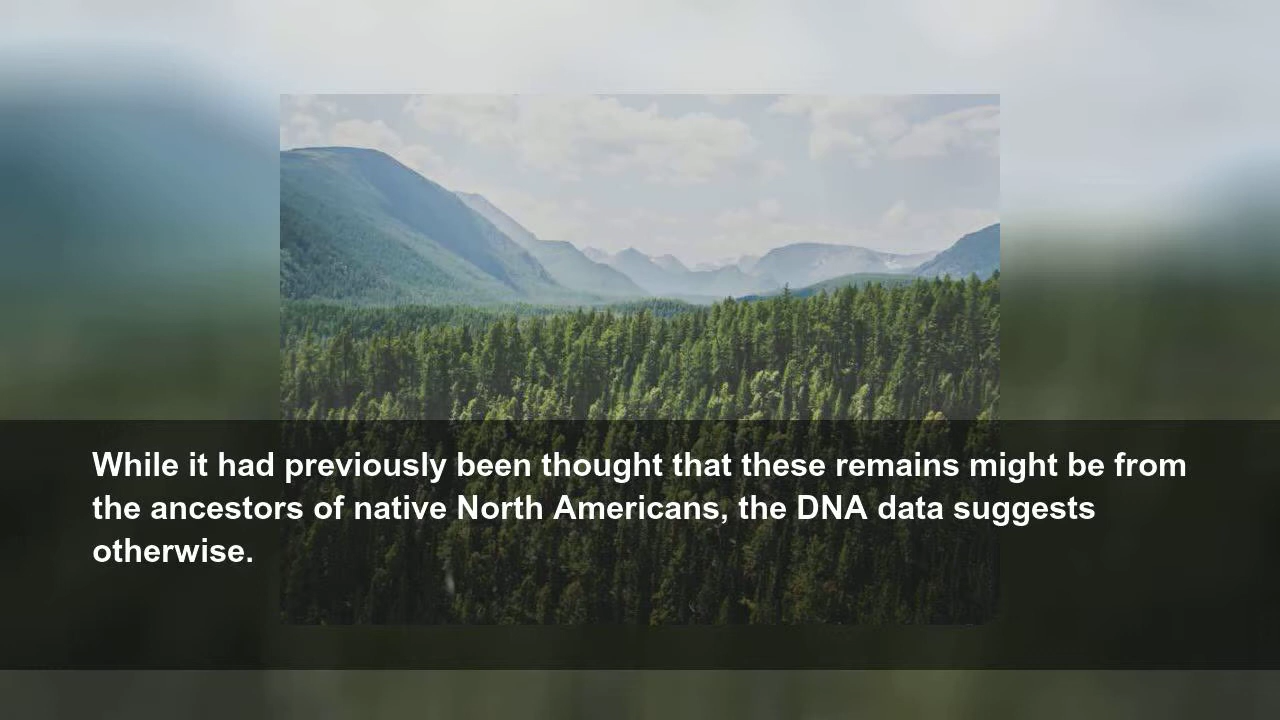 While it had previously been thought that these remains might be from
the ancestors of native North Americans, the DNA data suggests
otherwise.